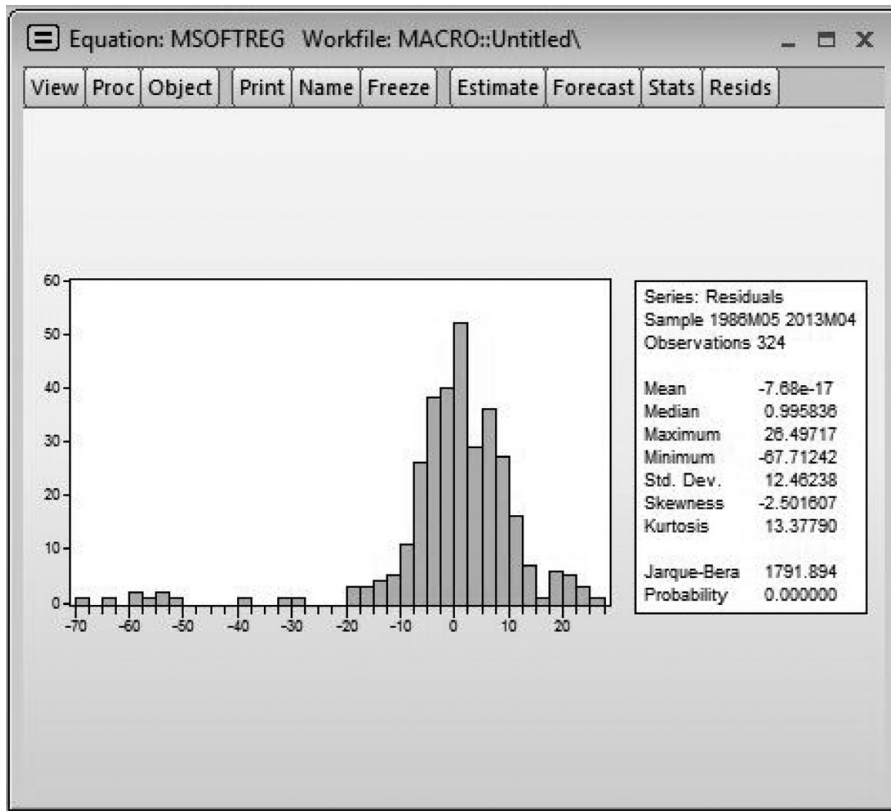 Equation: MSOFTREG Workfile: MACRO::Untitled\
View Proc Object Print Name Freeze Estimate Forecast Stats Resids
60
50
40
30
20
10
0
-70 -60 -50 -40 -30 -20 -10 0 10 20
Series: Residuals
Sample 1986M05 2013M04
Observations 324
Mean -7.68e-17
Median 0.995836
Maximum 26.49717
Minimum -67.71242
Std. Dev. 12.46238
Skewness -2.501607
Kurtosis 13.37790
Jarque-Bera 1791.894
Probability 0.000000